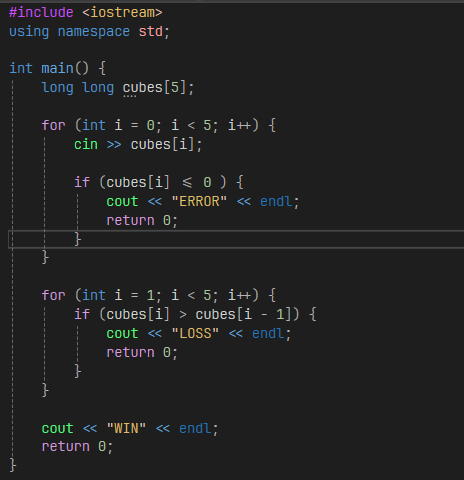 #include <iostream>
using namespace std;
int main() {
long long cubes[5];
for (int i = 0; i < 5; i++) {
cin >> cubes[i];
if (cubes[i] <= 0 ) {
cout << "ERROR" << endl;
return 0;
}
}
for (int i = 1; i < 5; i++) {
if (cubes[i] > cubes[i - 1]) {
cout << "LOSS" << endl;
return 0;
}
}
cout << "WIN" << endl;
return 0;
}